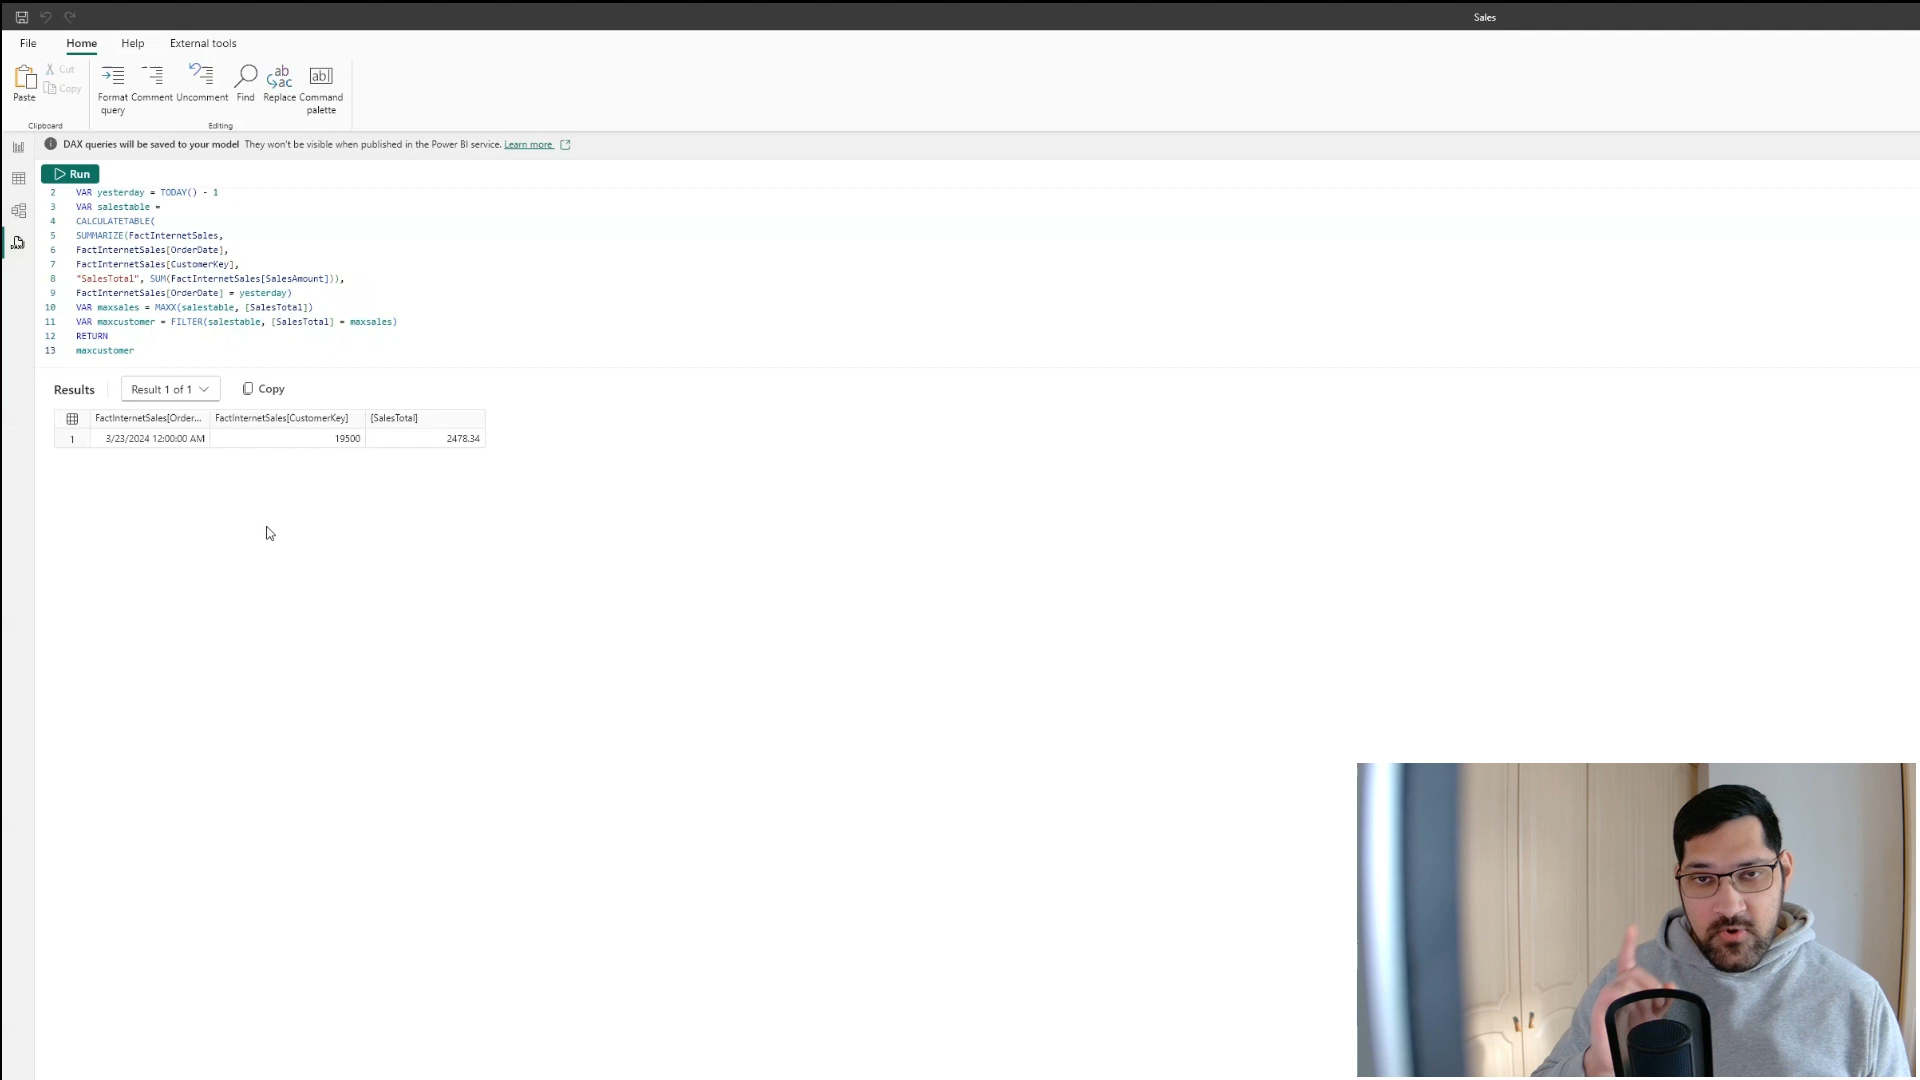 Sales
File Home Help External tools
Paste Cut Copy
Format query Comment Uncomment Find Replace Command palette
Clipboard Editing
DAX queries will be saved to your model They won't be visible when published in the Power BI service. Learn more
Run
2 VAR yesterday = TODAY() - 1
3 VAR salestable =
4 CALCULATETABLE(
5 SUMMARIZE(FactInternetSales,
6 FactInternetSales[OrderDate],
7 FactInternetSales[CustomerKey],
8 "SalesTotal", SUM(FactInternetSales[SalesAmount])),
9 FactInternetSales[OrderDate] = yesterday)
10 VAR maxsales = MAXX(salestable, [SalesTotal])
11 VAR maxcustomer = FILTER(salestable, [SalesTotal] = maxsales)
12 RETURN
13 maxcustomer
Results Result 1 of 1 Copy
FactInternetSales[Order... FactInternetSales[CustomerKey] [SalesTotal]
1 3/23/2024 12:00:00 AM 19500 2478.34